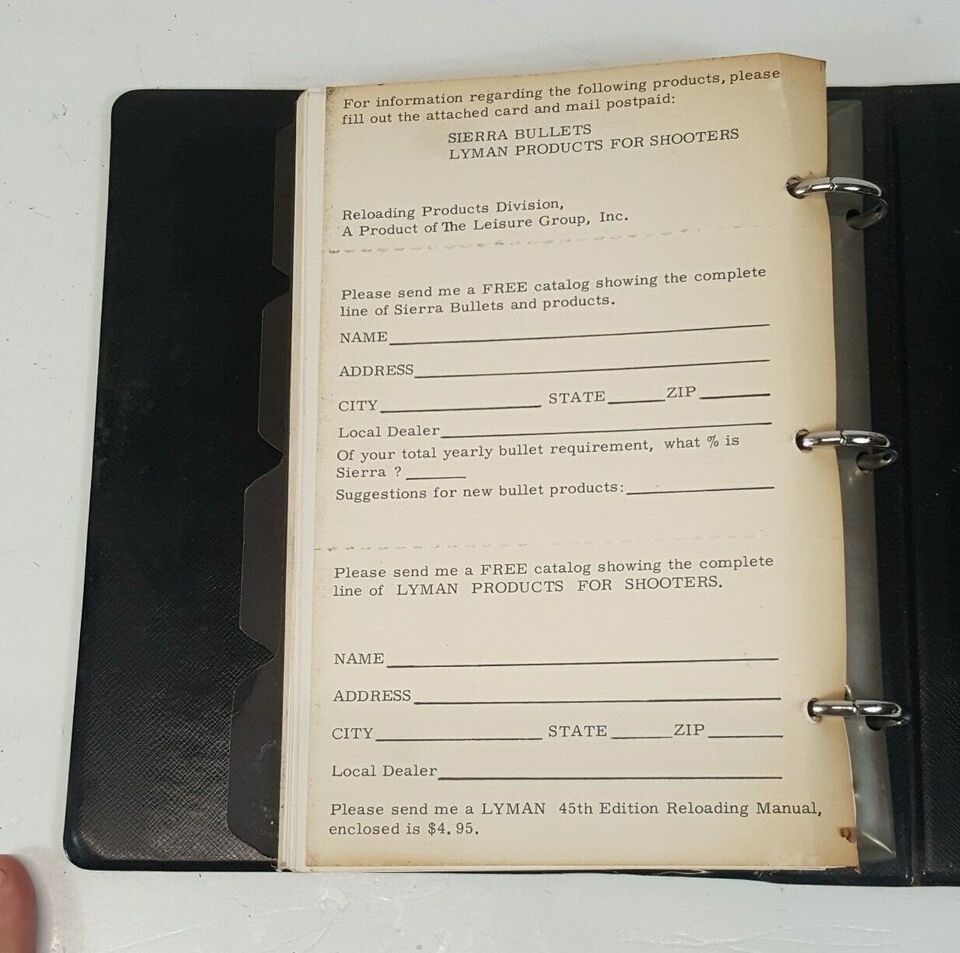 For information regarding the following products, please
fill out the attached card and mail postpaid:
SIERRA BULLETS
LYMAN PRODUCTS FOR SHOOTERS
Reloading Products Division,
A Product of The Leisure Group, Inc.
Please send me a FREE catalog showing the complete
line of Sierra Bullets and products.
NAME
ADDRESS
CITY STATE ZIP
Local Dealer
Of your total yearly bullet requirement, what % is
Sierra ?
Suggestions for new bullet products:
Please send me a FREE catalog showing the complete
line of LYMAN PRODUCTS FOR SHOOTERS.
NAME
ADDRESS
CITY STATE ZIP
Local Dealer
Please send me a LYMAN 45th Edition Reloading Manual,
enclosed is $4.95.